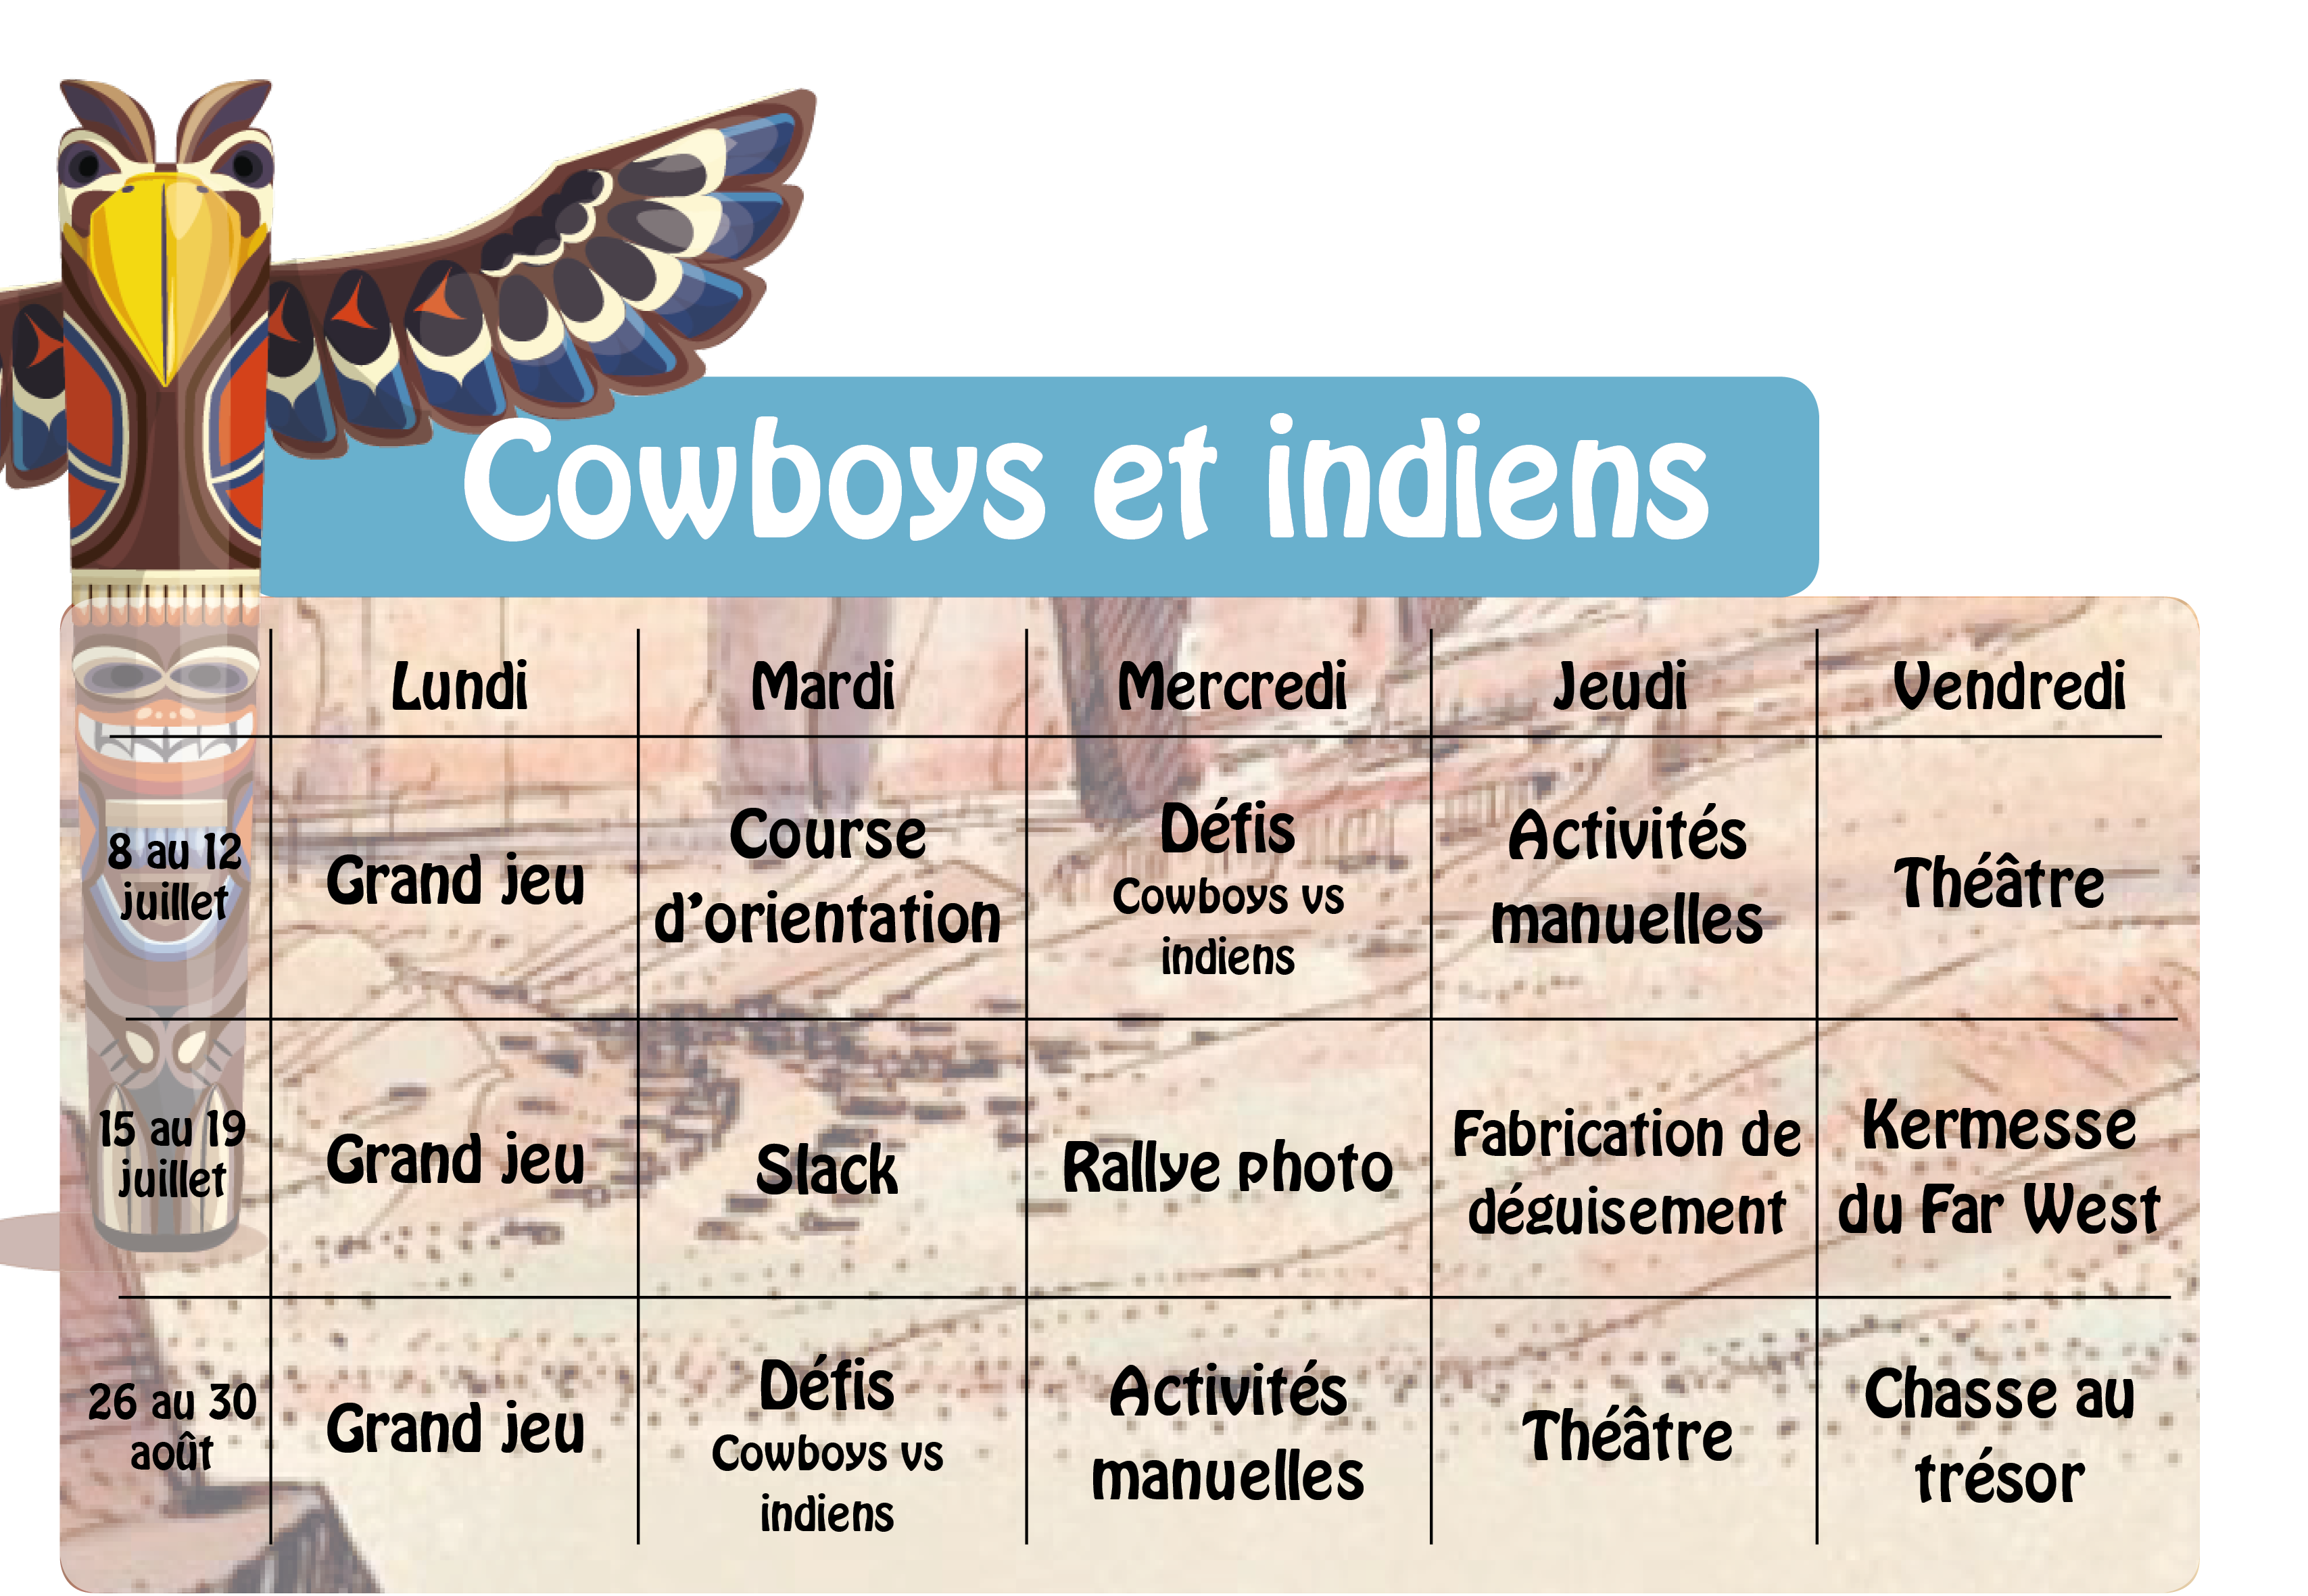 Cowboys et indiens
Lundi Mardi Mercredi Jeudi Vendredi
8 au 12
juillet
Grand jeu
Course
d’orientation
Défis
Cowboys vs
indiens
Activités
manuelles
Théâtre
15 au 19
juillet
Grand jeu
Slack
Rallye photo
Fabrication de
déguisement
Kermesse
du Far West
26 au 30
août
Grand jeu
Défis
Cowboys vs
indiens
Activités
manuelles
Théâtre
Chasse au
trésor